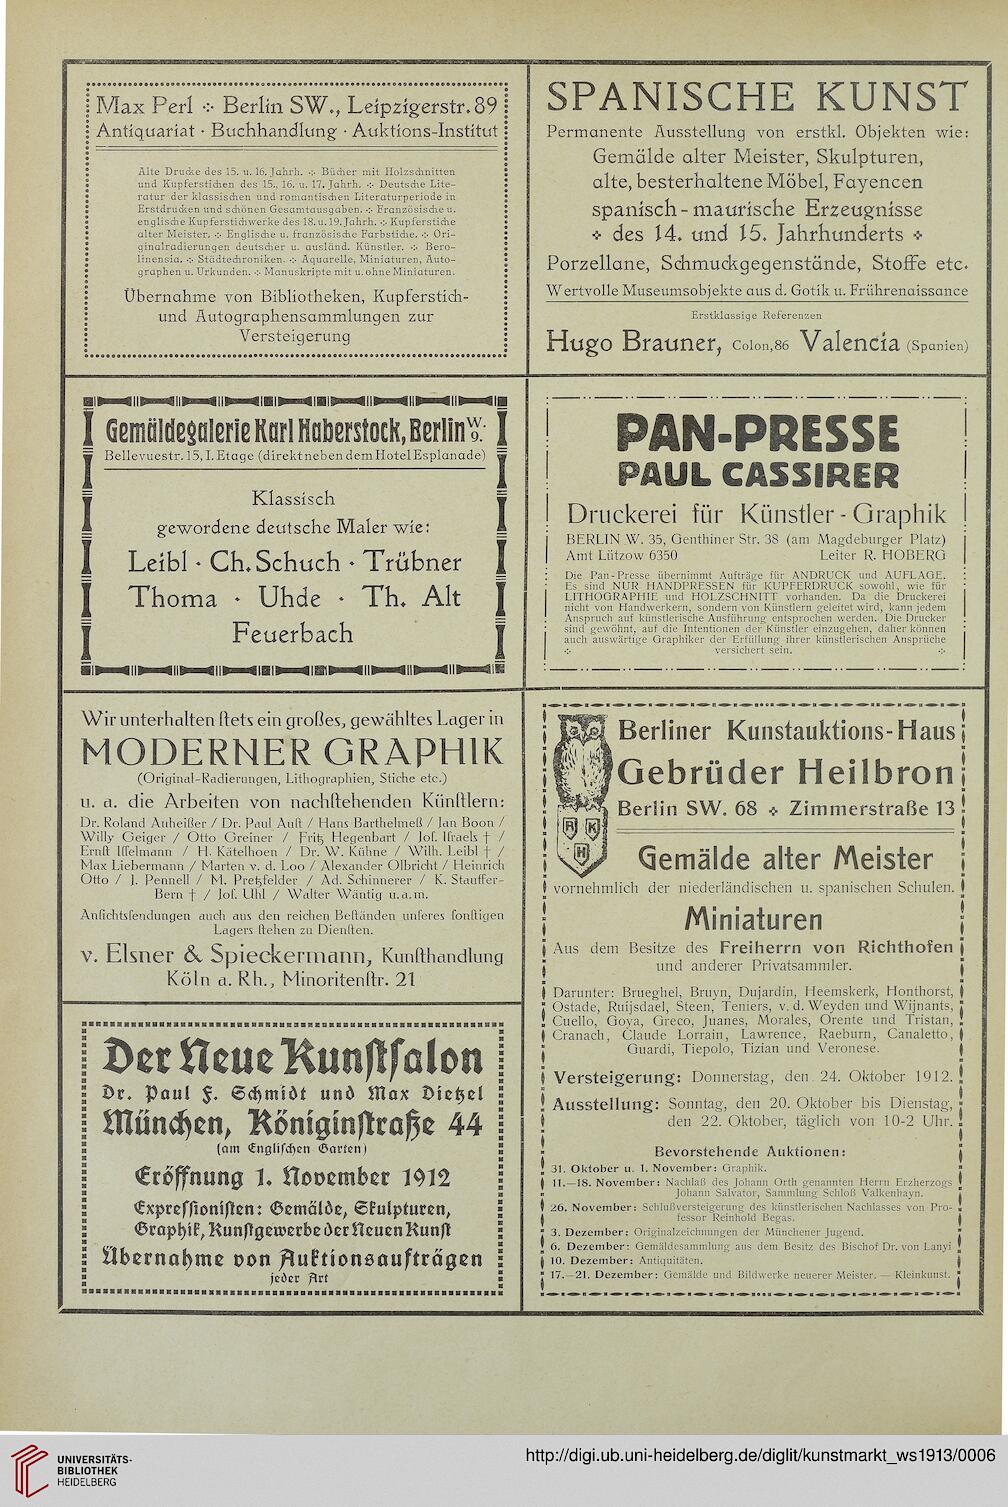 Max Perl ·:· Berlin SW., Leipzigerstr. 89
Antiquariat · Buchhandlung · Auktions-Institut
Alte Drucke des 15. u. 16. Jahrh. ·:· Bücher mit Holzschnitten
und Kupferstichen des 15., 16. u. 17. Jahrh. ·:· Deutsche Lite-
ratur der klassischen und romantischen Literaturperiode in
Erstdrucken und schönen Gesamtausgaben. ·:· Französische u.
englische Kupferstichwerke des 18. u. 19. Jahrh. ·:· Kupferstiche
alter Meister. ·:· Englische u. französische Farbstiche. ·:· Ori-
ginalradierungen deutscher u. ausländ. Künstler. ·:· Bero-
linensia. ·:· Städtechroniken. ·:· Aquarelle, Miniaturen, Auto-
graphen u. Urkunden. ·:· Manuskripte mit u. ohne Miniaturen.
Übernahme von Bibliotheken, Kupferstich-
und Autographensammlungen zur
Versteigerung
SPANISCHE KUNST
Permanente Ausstellung von erstkl. Objekten wie:
Gemälde alter Meister, Skulpturen,
alte, besterhaltene Möbel, Fayencen
spanisch - maurische Erzeugnisse
·:· des 14. und 15. Jahrhunderts ·:·
Porzellane, Schmuckgegenstände, Stoffe etc.
Wertvolle Museumsobjekte aus d. Gotik u. Frührenaissance
Erstklassige Referenzen
Hugo Brauner, Colon, 86 Valencia (Spanien)
Gemäldegalerie Karl Haberstock, Berlin W. 9.
Bellevuestr. 15, I. Etage (direkt neben dem Hotel Esplanade)
Klassisch
gewordene deutsche Maler wie:
Leibl · Ch. Schuch · Trübner
Thoma · Uhde · Th. Alt
Feuerbach
PAN-PRESSE
PAUL CASSIRER
Druckerei für Künstler - Graphik
BERLIN W. 35, Genthiner Str. 38 (am Magdeburger Platz)
Amt Lützow 6350 Leiter R. HOBERG
Die Pan-Presse übernimmt Aufträge für ANDRUCK und AUFLAGE.
Es sind NUR HANDPRESSEN für KUPFERDRUCK sowohl, wie für
LITHOGRAPHIE und HOLZSCHNITT vorhanden. Da die Druckerei
nicht von Handwerkern, sondern von Künstlern geleitet wird, kann jedem
Anspruch auf künstlerische Ausführung entsprochen werden. Die Drucker
sind gewöhnt, auf die Intentionen der Künstler einzugehen, daher können
auch auswärtige Graphiker der Erfüllung ihrer künstlerischen Ansprüche
·:· versichert sein. ·:·
Wir unterhalten ſtets ein großes, gewähltes Lager in
MODERNER GRAPHIK
(Original-Radierungen, Lithographien, Stiche etc.)
u. a. die Arbeiten von nachſtehenden Künſtlern:
Dr. Roland Anheißer / Dr. Paul Auſt / Hans Barthelmeß / Jan Boon /
Willy Geiger / Otto Greiner / Fritz Hegenbart / Joſ. Iſraels † /
Ernſt Iſſelmann / H. Kätelhoen / Dr. W. Kühne / Wilh. Leibl † /
Max Liebermann / Marten v. d. Loo / Alexander Olbricht / Heinrich
Otto / J. Pennell / M. Pretzfelder / Ad. Schinnerer / K. Stauffer-
Bern † / Joſ. Uhl / Walter Wäntig u. a. m.
Anſichtsſendungen auch aus den reichen Beſtänden unſeres ſonſtigen
Lagers ſtehen zu Dienſten.
v. Elsner & Spieckermann, Kunſthandlung
Köln a. Rh., Minoritenſtr. 21
Der Neue Kunſtſalon
Dr. Paul F. Schmidt und Max Dietzel
München, Königinſtraße 44
(am Engliſchen Garten)
Eröffnung 1. November 1912
Expreſſioniſten: Gemälde, Skulpturen,
Graphik, Kunſtgewerbe der Neuen Kunſt
Übernahme von Auktionsaufträgen
jeder Art
Berliner Kunstauktions-Haus
Gebrüder Heilbron
Berlin SW. 68 ·:· Zimmerstraße 13
B K
H
Gemälde alter Meister
vornehmlich der niederländischen u. spanischen Schulen.
Miniaturen
Aus dem Besitze des Freiherrn von Richthofen
und anderer Privatsammler.
Darunter: Brueghel, Bruyn, Dujardin, Heemskerk, Honthorst,
Ostade, Ruijsdael, Steen, Teniers, v. d. Weyden und Wijnants,
Cuello, Goya, Greco, Juanes, Morales, Orente und Tristan,
Cranach, Claude Lorrain, Lawrence, Raeburn, Canaletto,
Guardi, Tiepolo, Tizian und Veronese.
Versteigerung: Donnerstag, den 24. Oktober 1912.
Ausstellung: Sonntag, den 20. Oktober bis Dienstag,
den 22. Oktober, täglich von 10-2 Uhr.
Bevorstehende Auktionen:
31. Oktober u. 1. November: Graphik.
11.—18. November: Nachlaß des Johann Orth genannten Herrn Erzherzogs
Johann Salvator, Sammlung Schloß Valkenhayn.
26. November: Schlußversteigerung des künstlerischen Nachlasses von Pro-
fessor Reinhold Begas.
3. Dezember: Originalzeichnungen der Münchener Jugend.
6. Dezember: Gemäldesammlung aus dem Besitz des Bischof Dr. von Lanyi
10. Dezember: Antiquitäten.
17.—21. Dezember: Gemälde und Bildwerke neuerer Meister. — Kleinkunst.
UNIVERSITÄTS-
BIBLIOTHEK
HEIDELBERG
http://digi.ub.uni-heidelberg.de/diglit/kunstmarkt_ws1913/0006